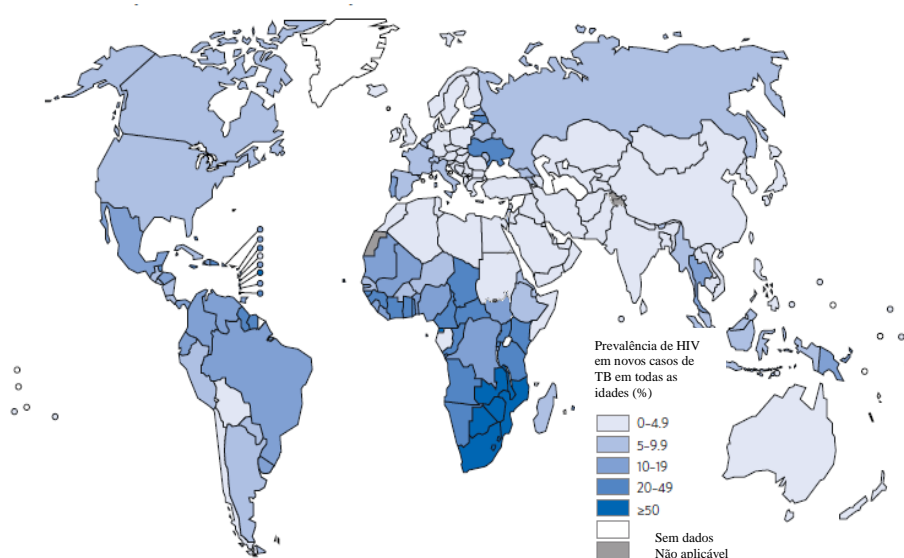 Prevalência de HIV
em novos casos de
TB em todas as
idades (%)
0–4.9
5–9.9
10–19
20–49
≥50
Sem dados
Não aplicável